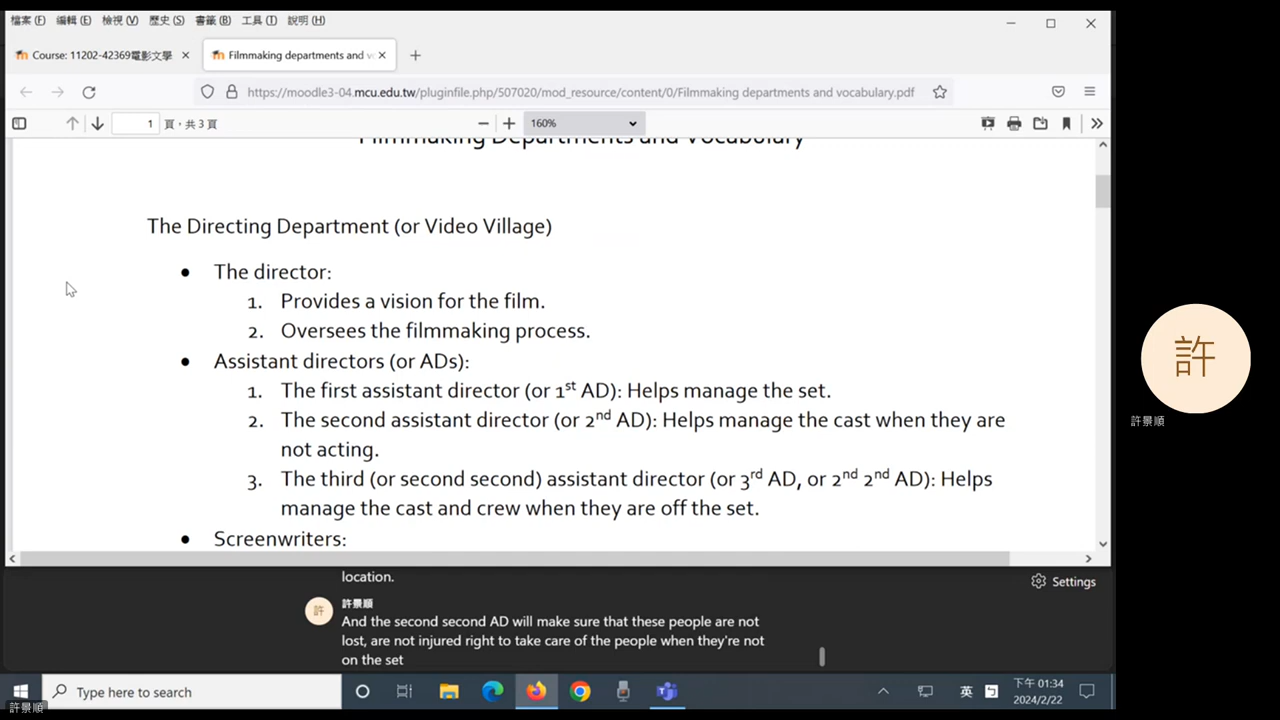 檔案(F) 編輯(E) 檢視(V) 歷史(S) 書籤(B) 工具(T) 說明(H)
Course: 11202-42369電影文學
Filmmaking departments and vo
https://moodle3-04.mcu.edu.tw/pluginfile.php/507020/mod_resource/content/0/Filmmaking departments and vocabulary.pdf
1 頁,共 3 頁
160%
Filmmaking Departments and Vocabulary
The Directing Department (or Video Village)
• The director:
1. Provides a vision for the film.
2. Oversees the filmmaking process.
• Assistant directors (or ADs):
1. The first assistant director (or 1st AD): Helps manage the set.
2. The second assistant director (or 2nd AD): Helps manage the cast when they are
not acting.
3. The third (or second second) assistant director (or 3rd AD, or 2nd 2nd AD): Helps
manage the cast and crew when they are off the set.
• Screenwriters:
location.
Settings
許
許景順
And the second second AD will make sure that these people are not
lost, are not injured right to take care of the people when they're not
on the set
許
許景順
Type here to search
英
下午 01:34
2024/2/22
許景順